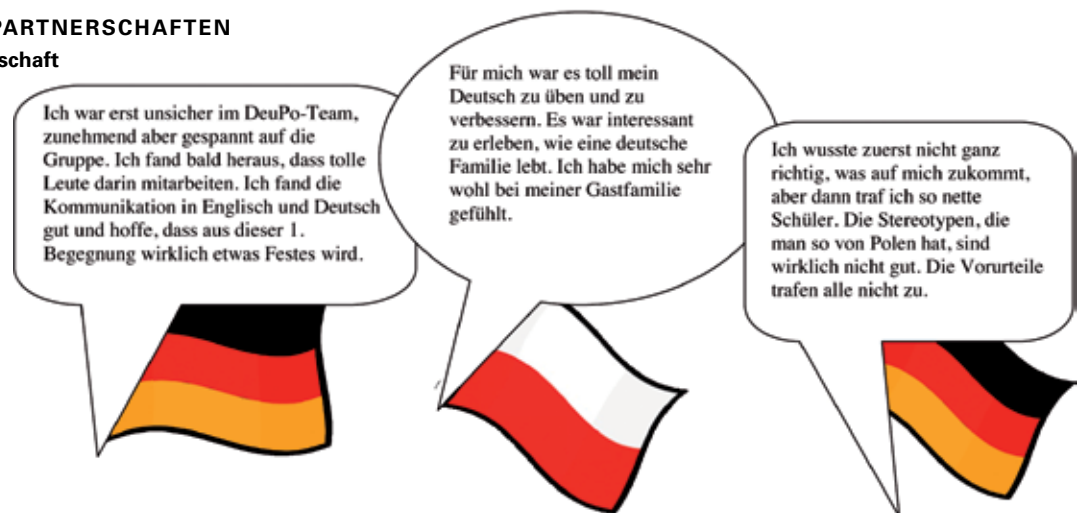 PARTNERSCHAFTEN
schaft
Ich war erst unsicher im DeuPo-Team,
zunehmend aber gespannt auf die
Gruppe. Ich fand bald heraus, dass tolle
Leute darin mitarbeiten. Ich fand die
Kommunikation in Englisch und Deutsch
gut und hoffe, dass aus dieser 1.
Begegnung wirklich etwas Festes wird.
Für mich war es toll mein
Deutsch zu üben und zu
verbessern. Es war interessant
zu erleben, wie eine deutsche
Familie lebt. Ich habe mich sehr
wohl bei meiner Gastfamilie
gefühlt.
Ich wusste zuerst nicht ganz
richtig, was auf mich zukommt,
aber dann traf ich so nette
Schüler. Die Stereotypen, die
man so von Polen hat, sind
wirklich nicht gut. Die Vorurteile
trafen alle nicht zu.